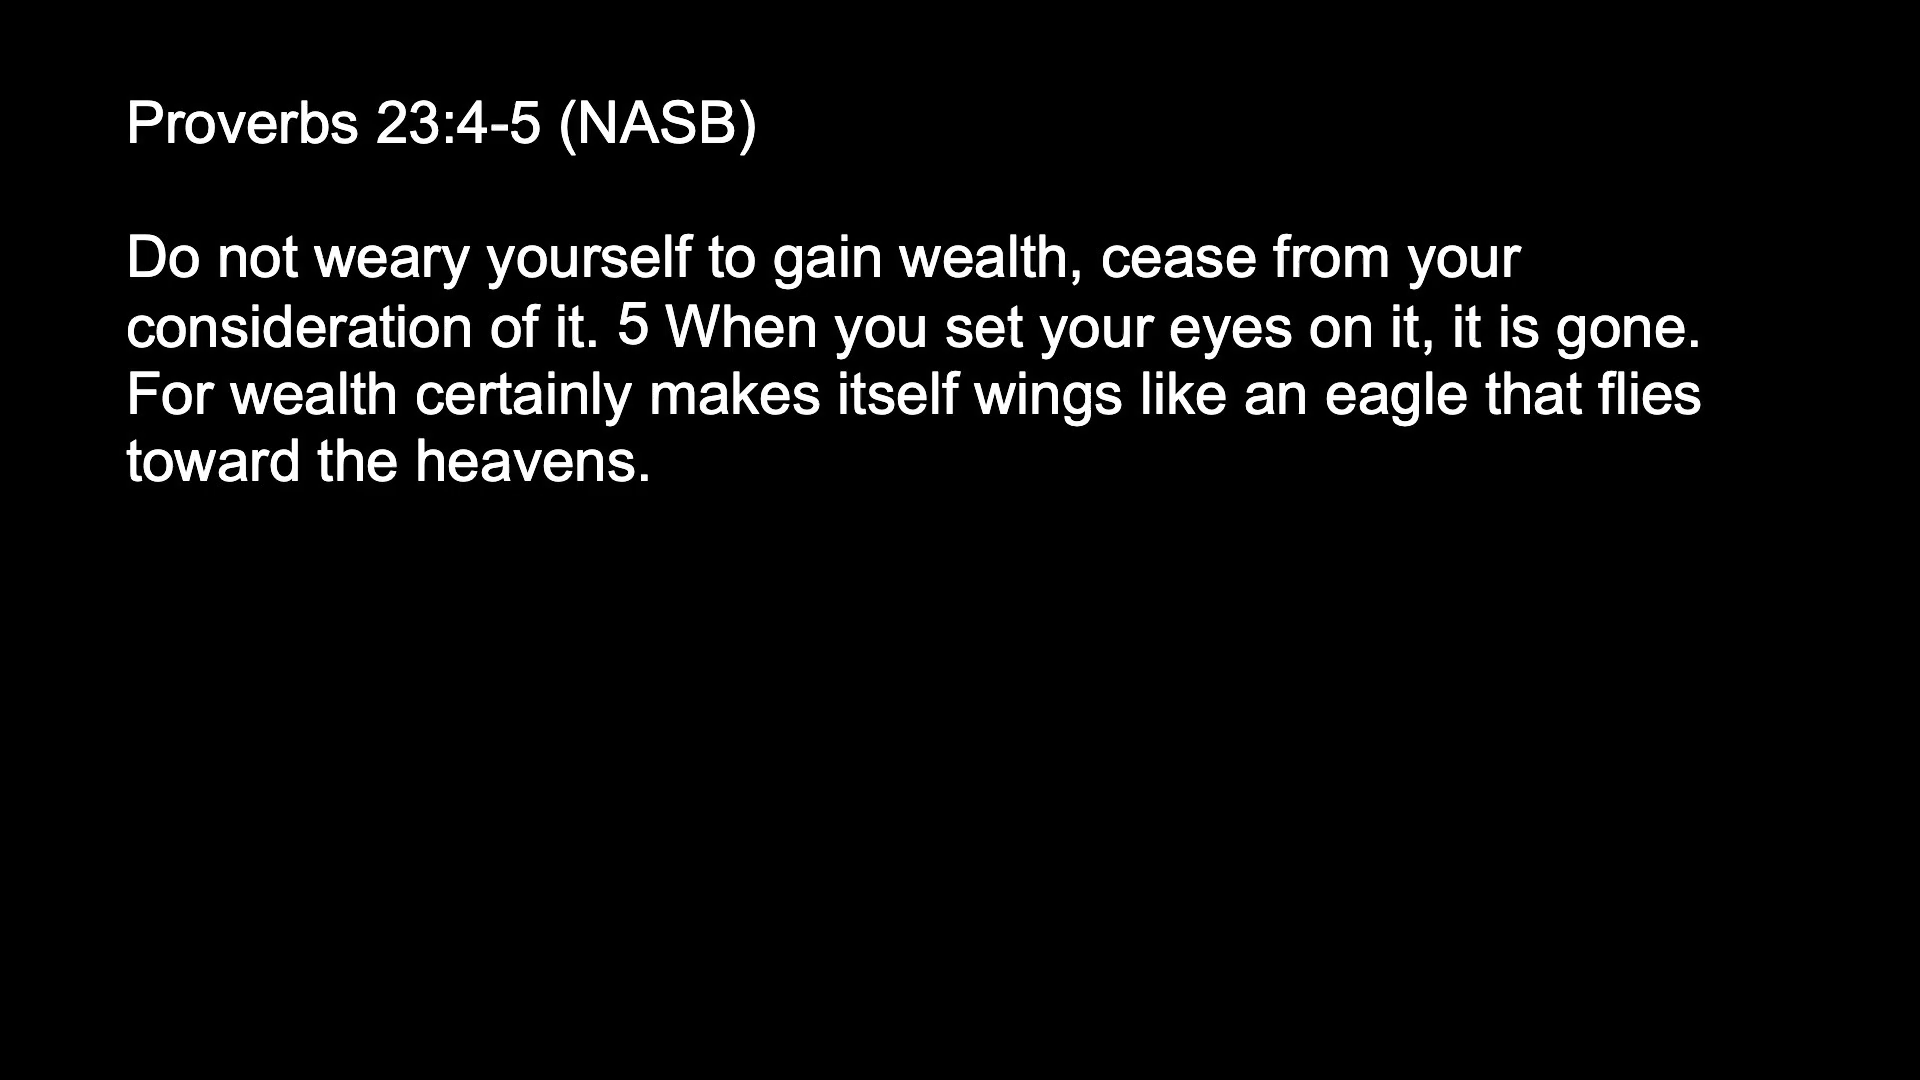 Proverbs 23:4-5 (NASB)
Do not weary yourself to gain wealth, cease from your
consideration of it. 5 When you set your eyes on it, it is gone.
For wealth certainly makes itself wings like an eagle that flies
toward the heavens.